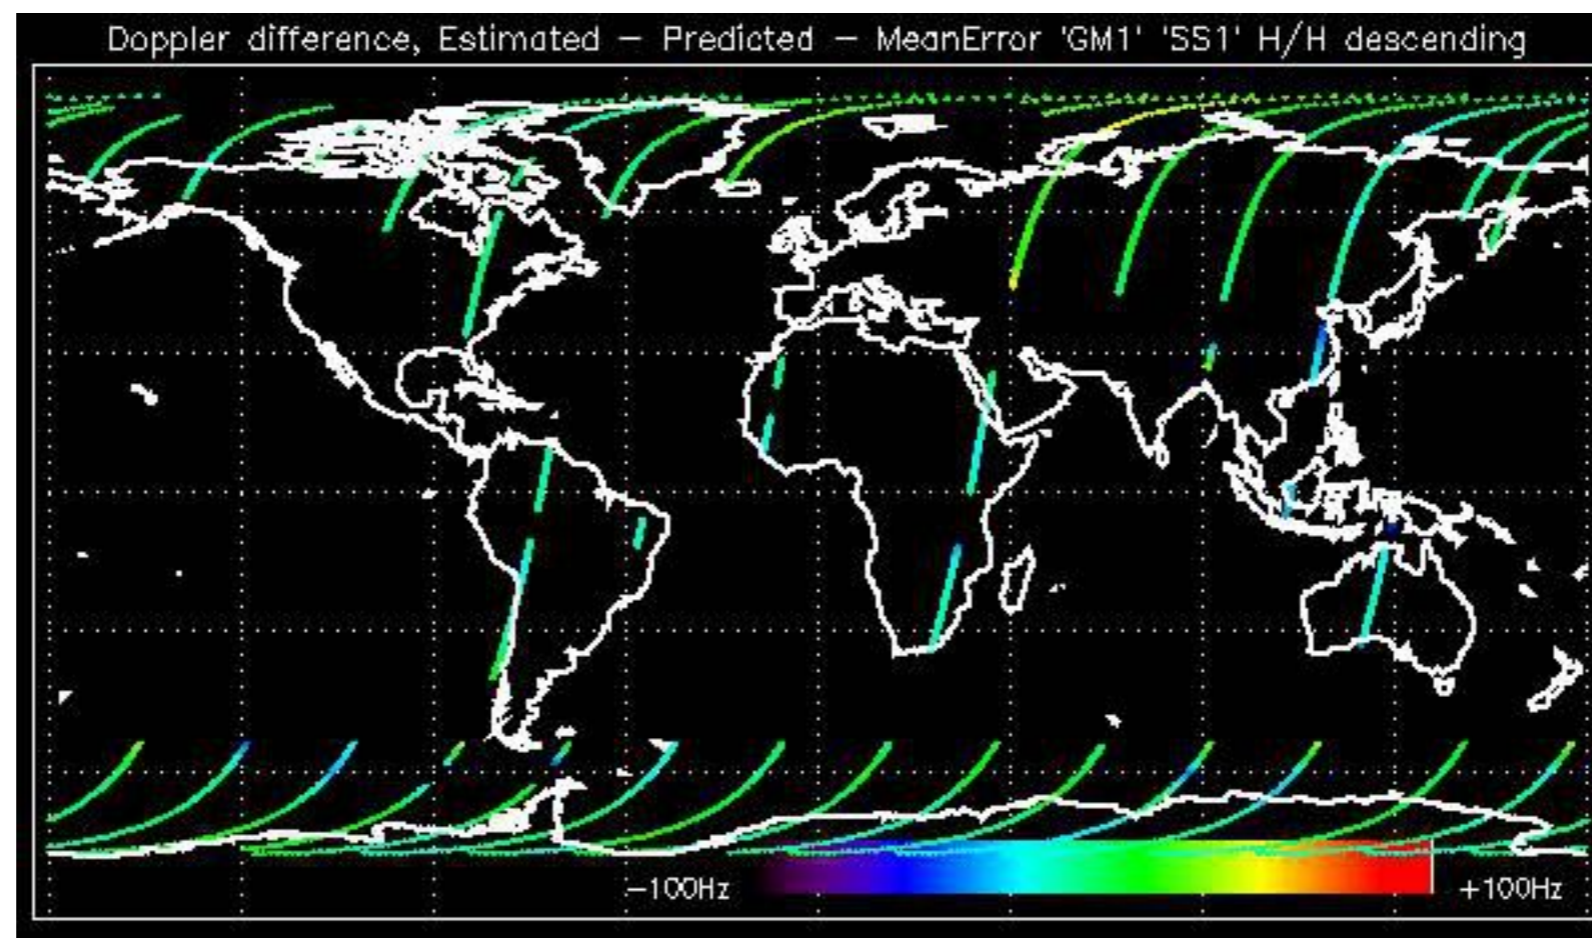 Doppler difference, Estimated – Predicted – MeanError 'GM1' 'SS1' H/H descending
–100Hz +100Hz